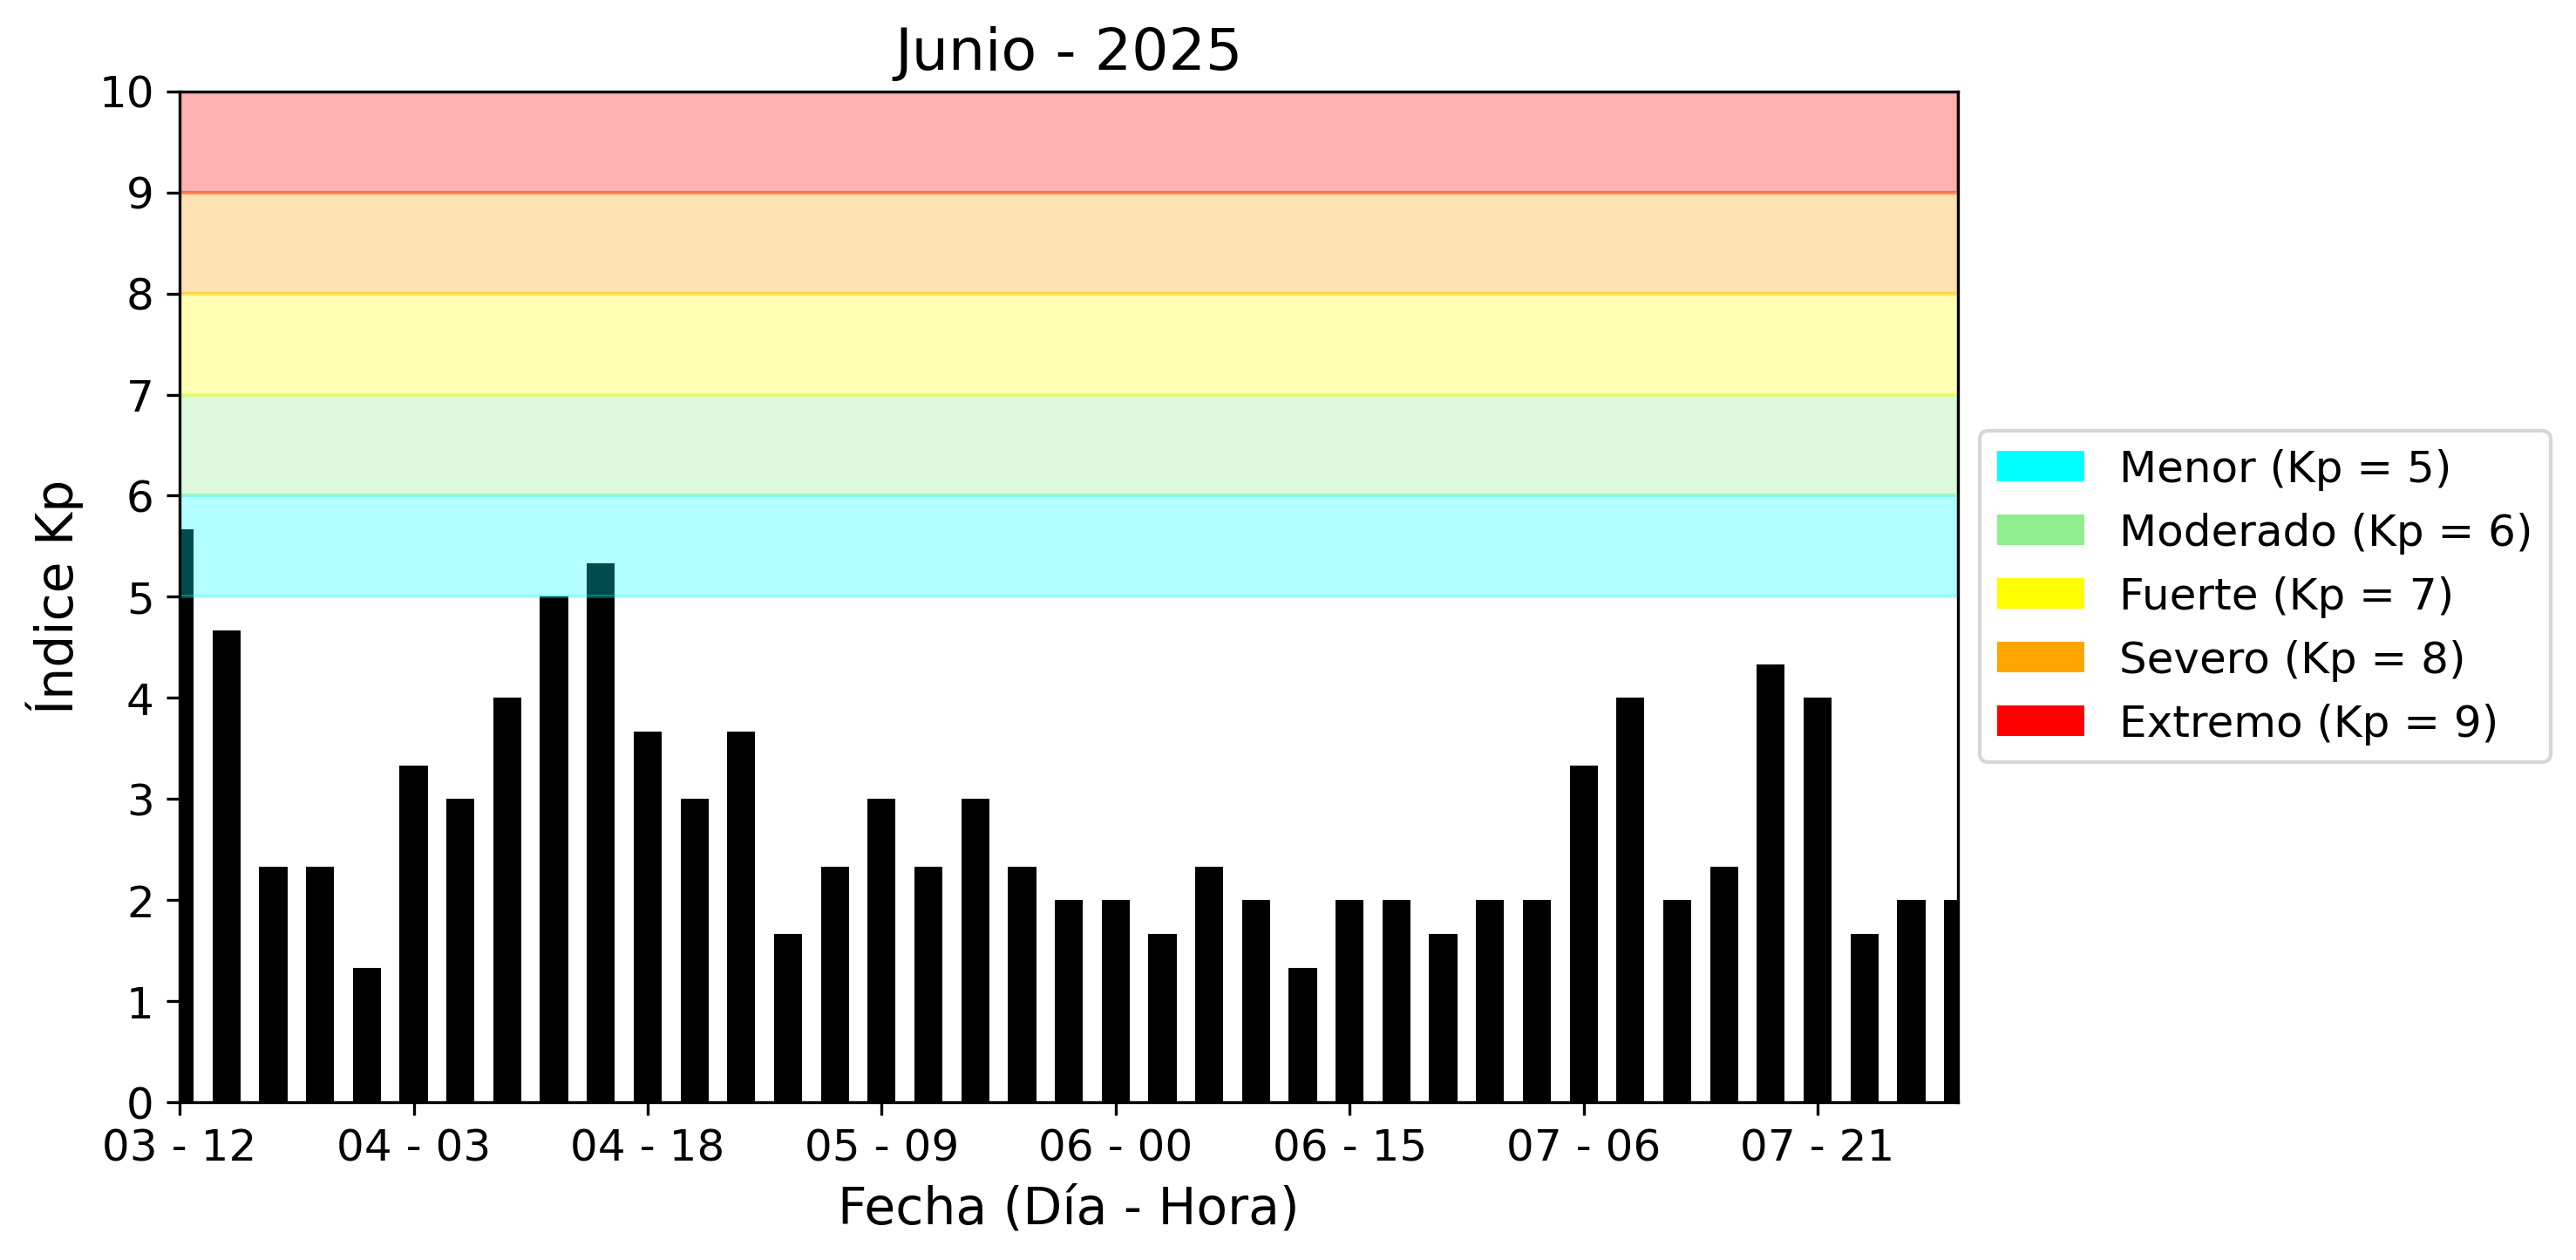 Junio - 2025
10
9
8
7
6
5
4
3
2
1
0
Índice Kp
03 - 12
04 - 03
04 - 18
05 - 09
06 - 00
06 - 15
07 - 06
07 - 21
Fecha (Día - Hora)
Menor (Kp = 5)
Moderado (Kp = 6)
Fuerte (Kp = 7)
Severo (Kp = 8)
Extremo (Kp = 9)